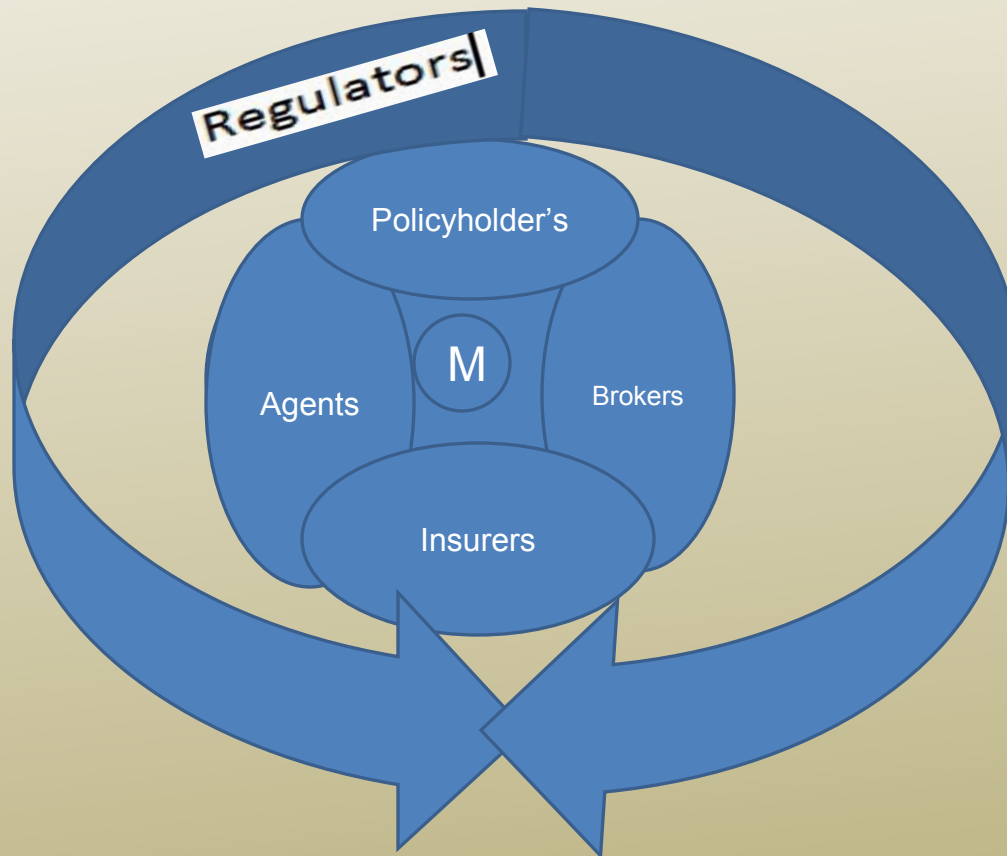 Regulators
Policyholder’s
M
Agents
Brokers
Insurers